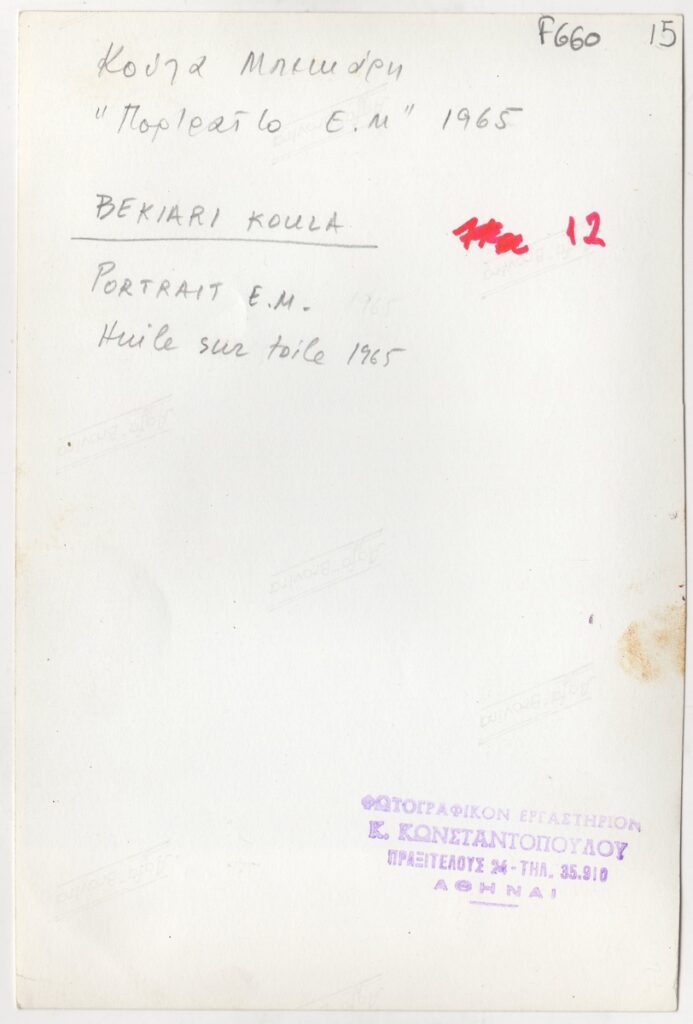 F660 15
Κούλα Μπεκιάρη
"Πορτραίτο Ε.Μ" 1965
BEKIARI KOULA
12
PORTRAIT E.M. 1965
Huile sur toile 1965
ΦΩΤΟΓΡΑΦΙΚΟΝ ΕΡΓΑΣΤΗΡΙΟΝ
Κ. ΚΩΝΣΤΑΝΤΟΠΟΥΛΟΥ
ΠΡΑΞΙΤΕΛΟΥΣ 24 - ΤΗΛ. 35.910
ΑΘΗΝΑΙ